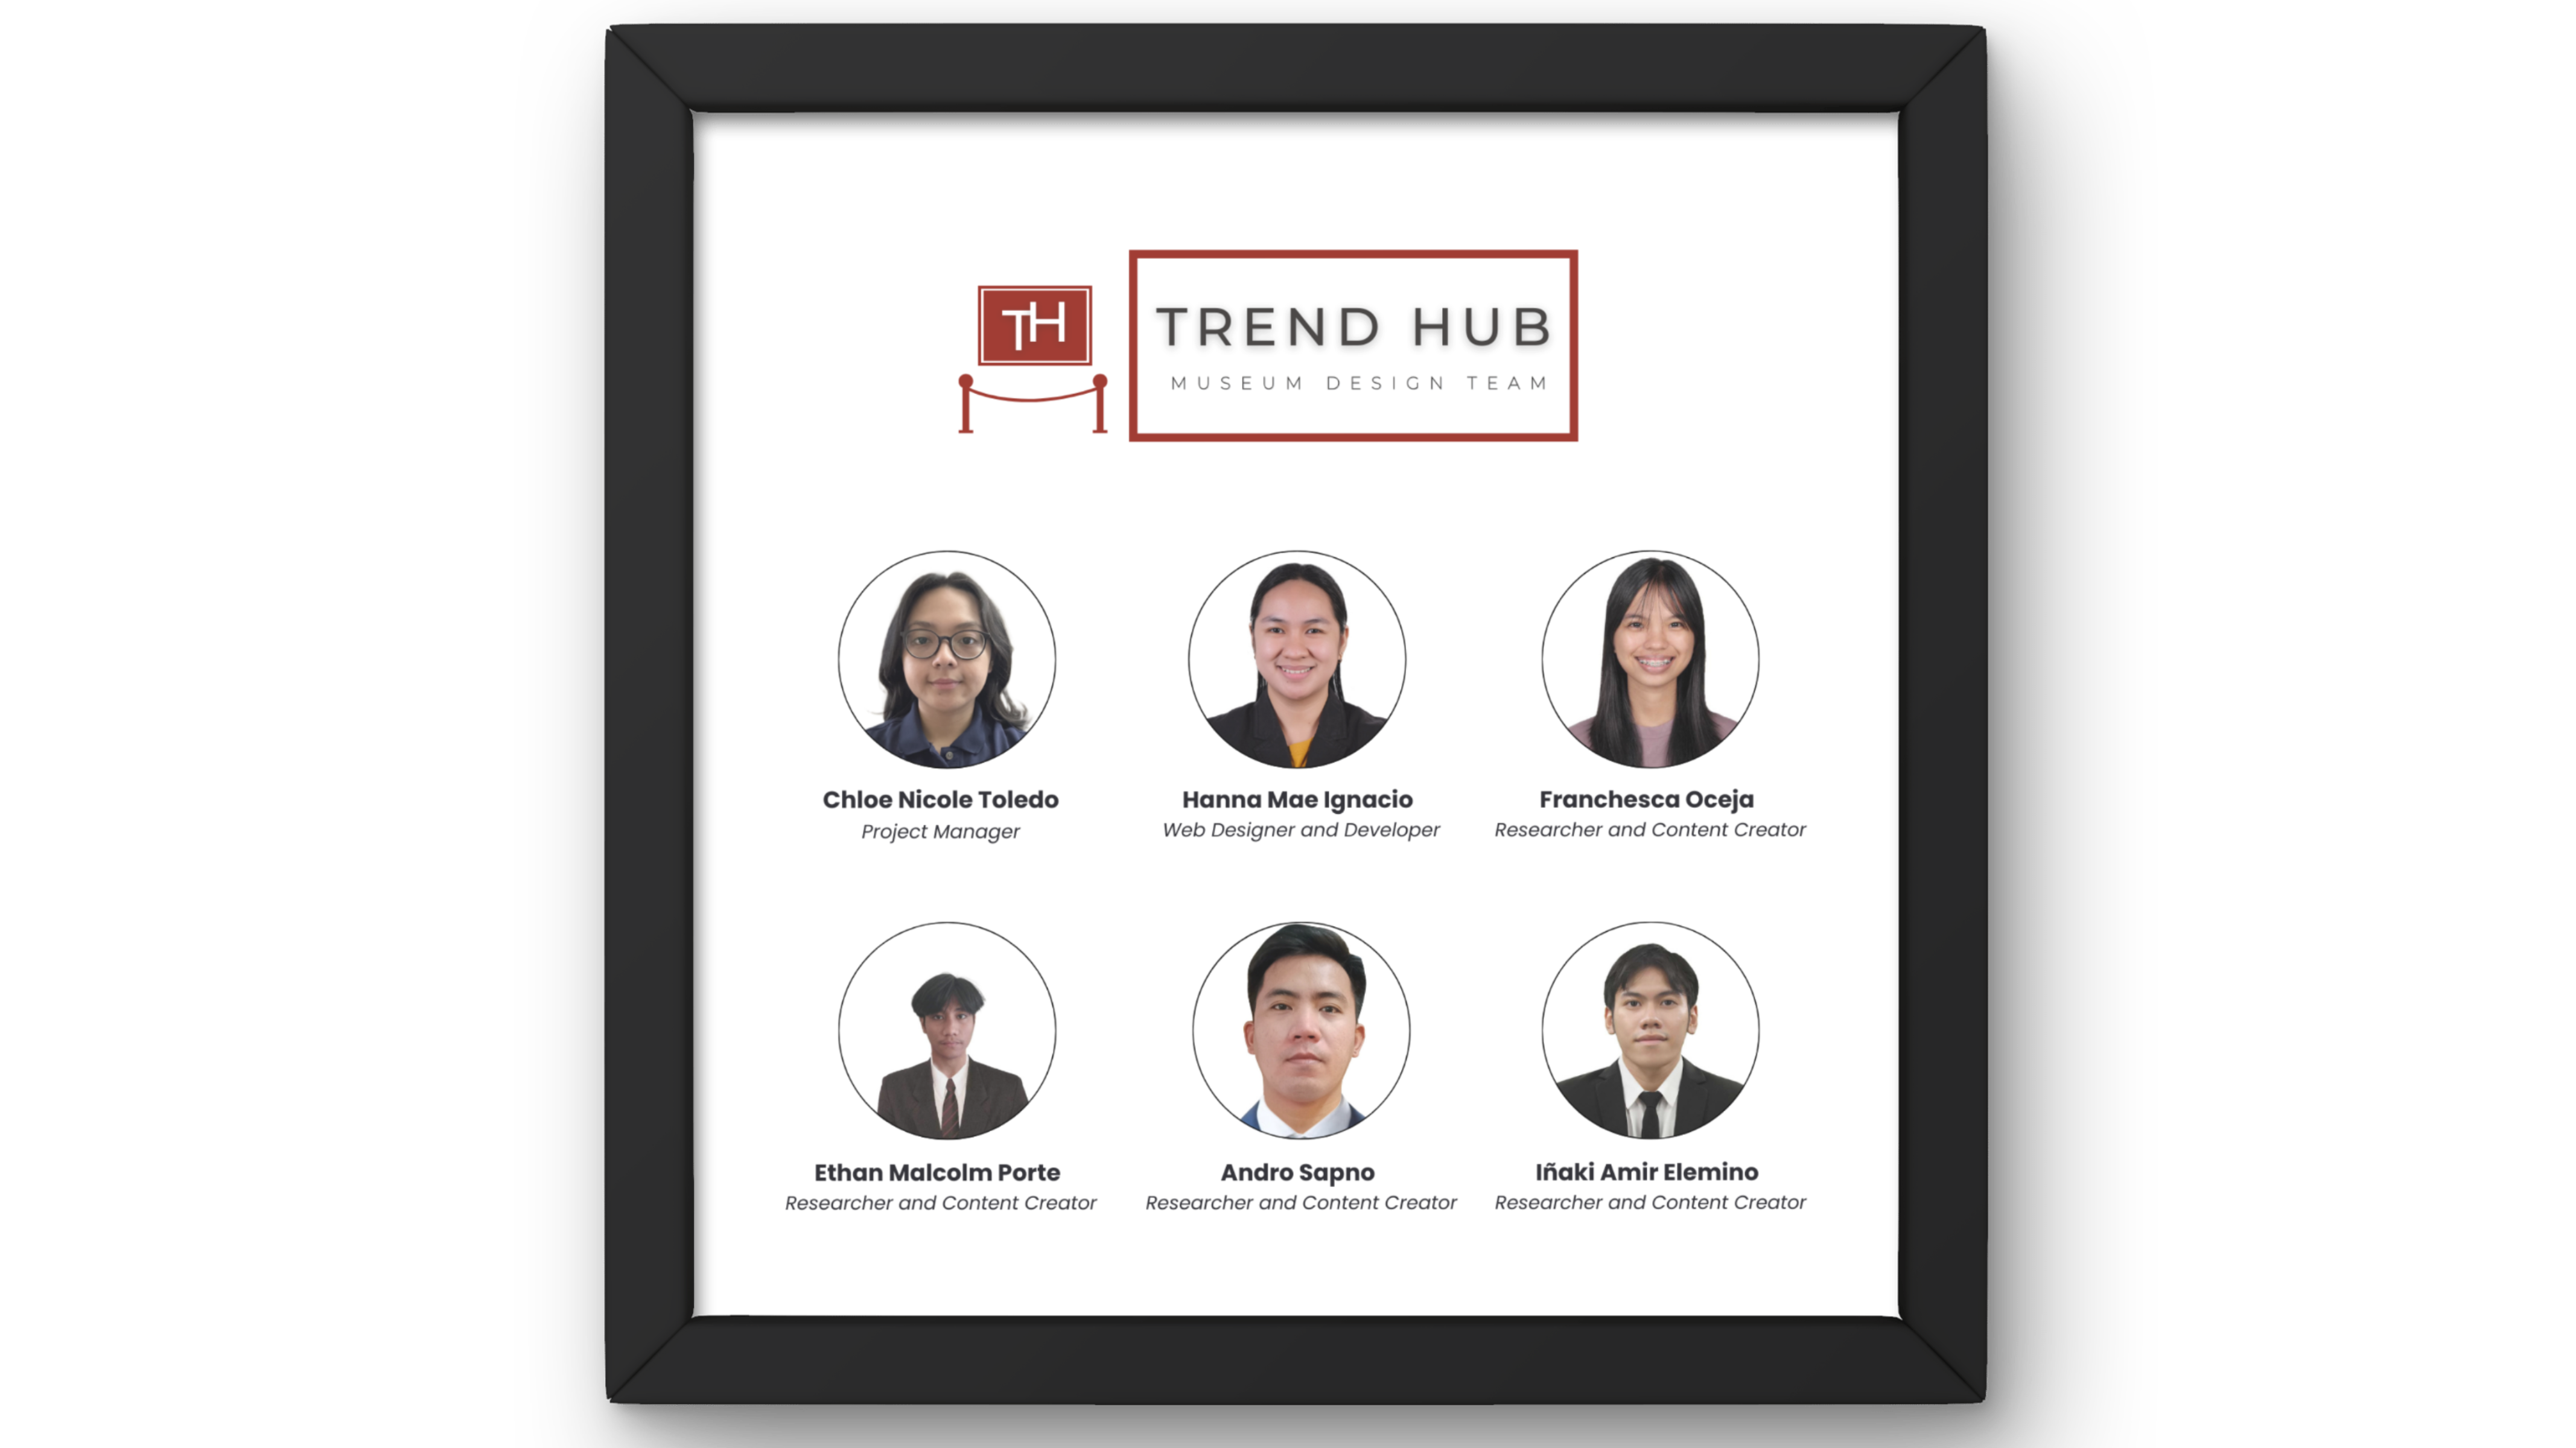 TH
TREND HUB
MUSEUM DESIGN TEAM
Chloe Nicole Toledo
Project Manager
Hanna Mae Ignacio
Web Designer and Developer
Franchesca Oceja
Researcher and Content Creator
Ethan Malcolm Porte
Researcher and Content Creator
Andro Sapno
Researcher and Content Creator
Iñaki Amir Elemino
Researcher and Content Creator